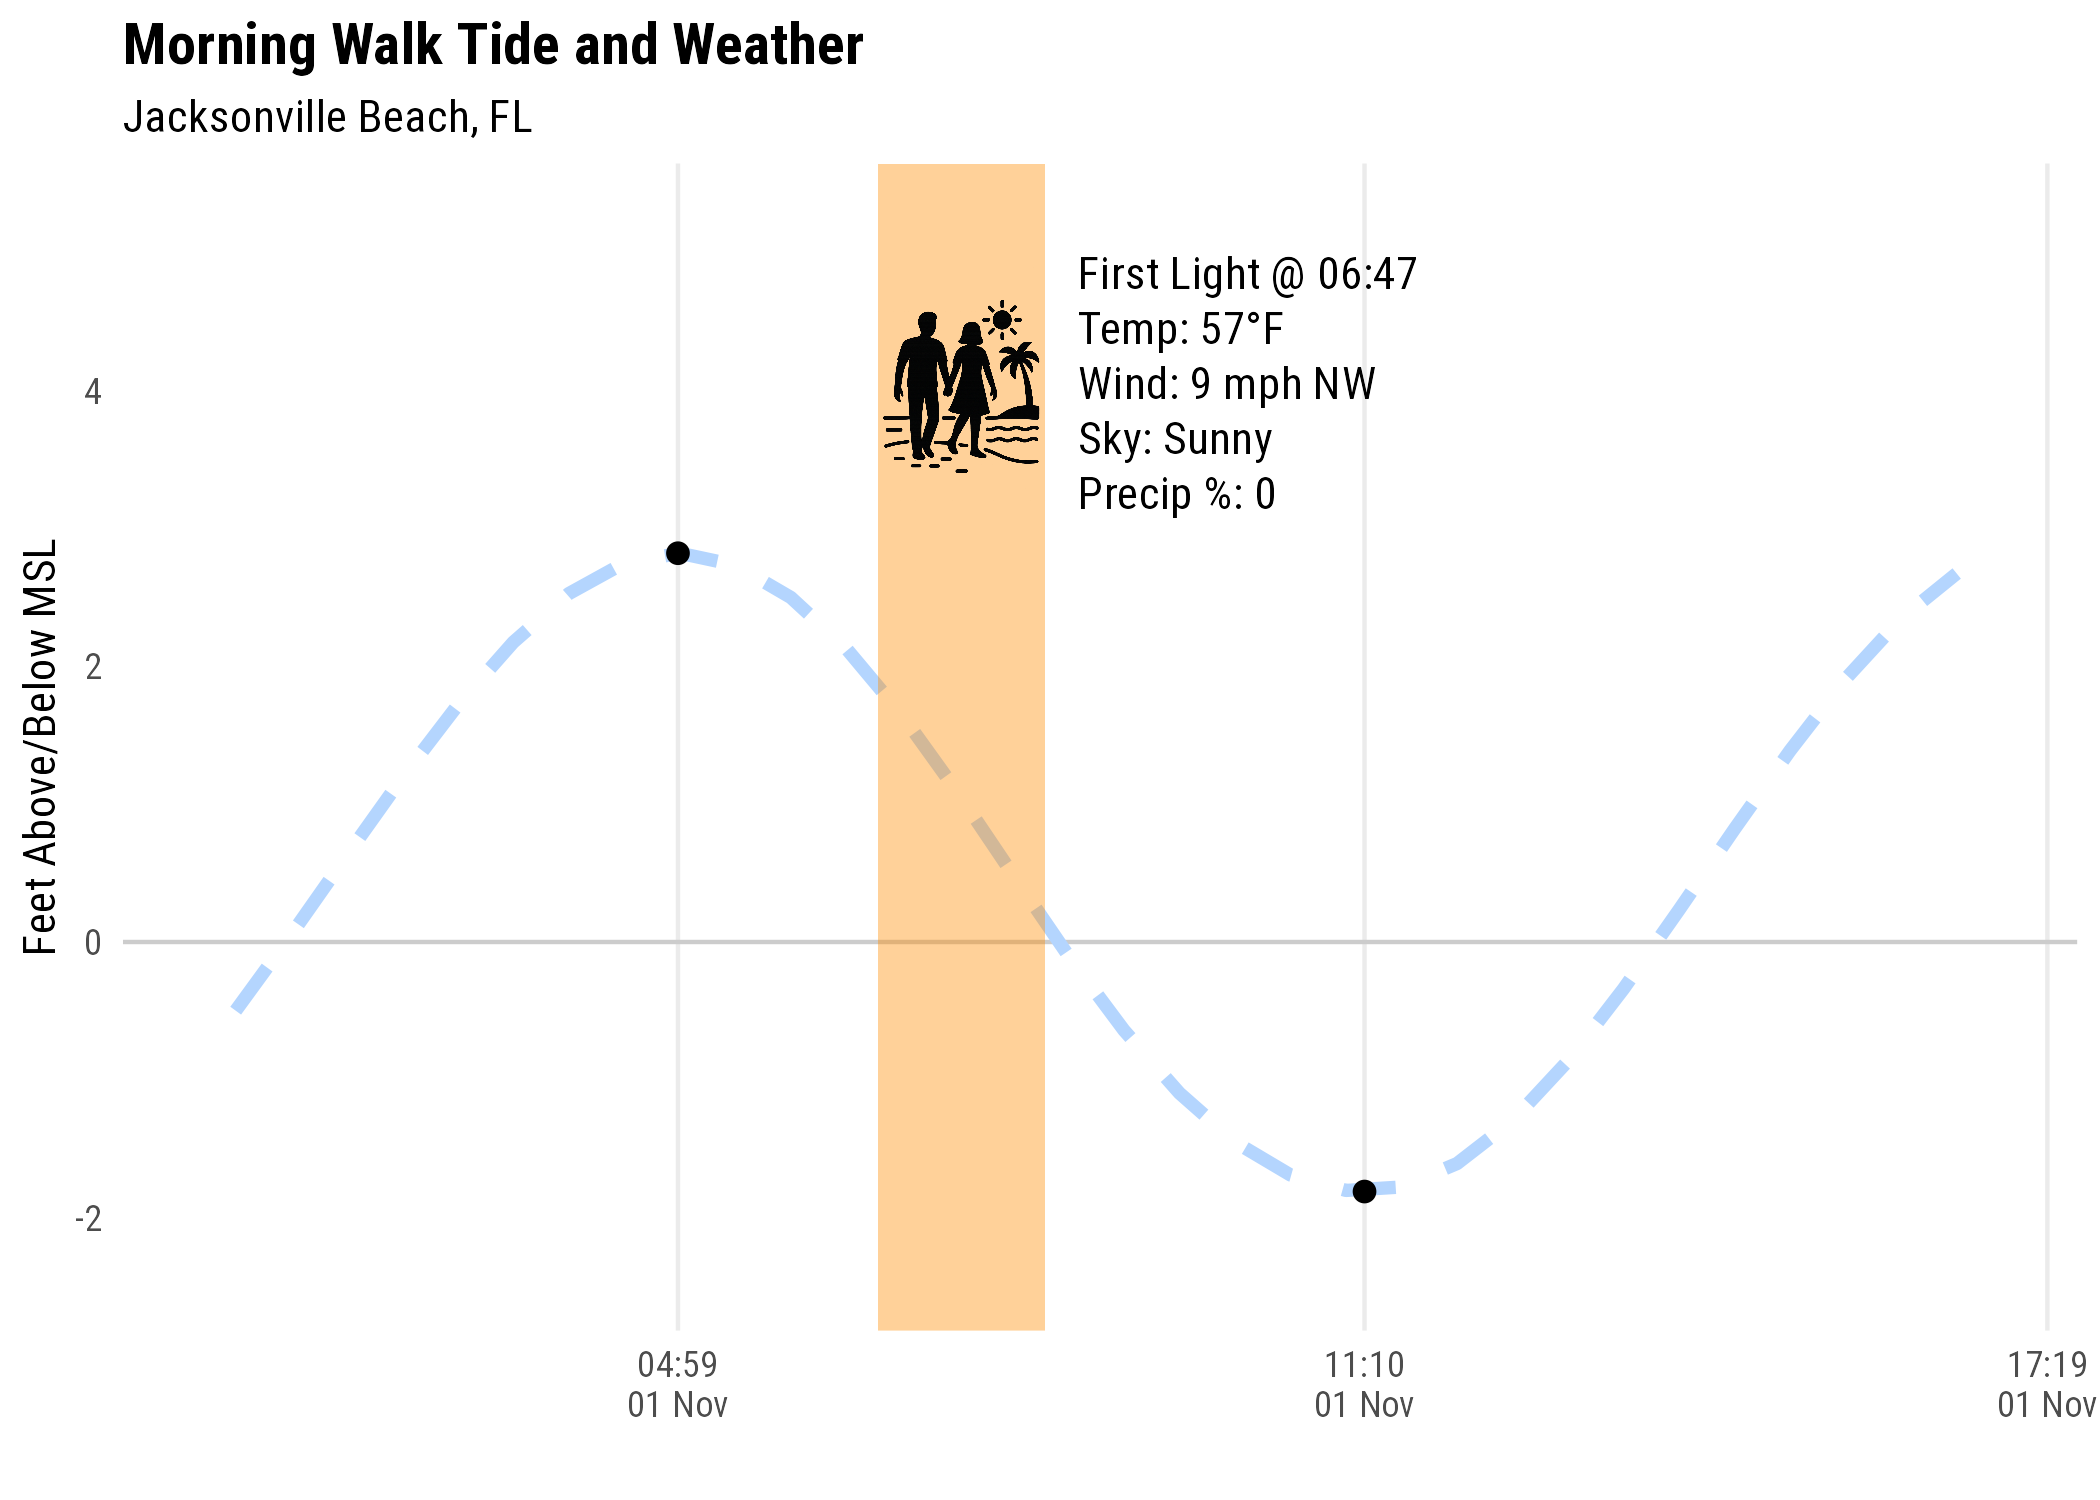 Morning Walk Tide and Weather
Jacksonville Beach, FL
First Light @ 06:47
Temp: 57°F
Wind: 9 mph NW
Sky: Sunny
Precip %: 0
Feet Above/Below MSL
4
2
0
-2
04:59
01 Nov
11:10
01 Nov
17:19
01 Nov